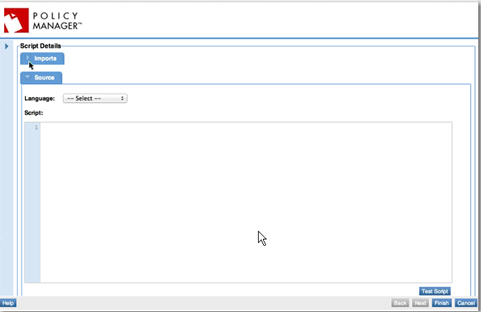 POLICY
MANAGER™
Script Details
Imports
Source
Language: -- Select --
Script:
1
Test Script
Help Back Next Finish Cancel